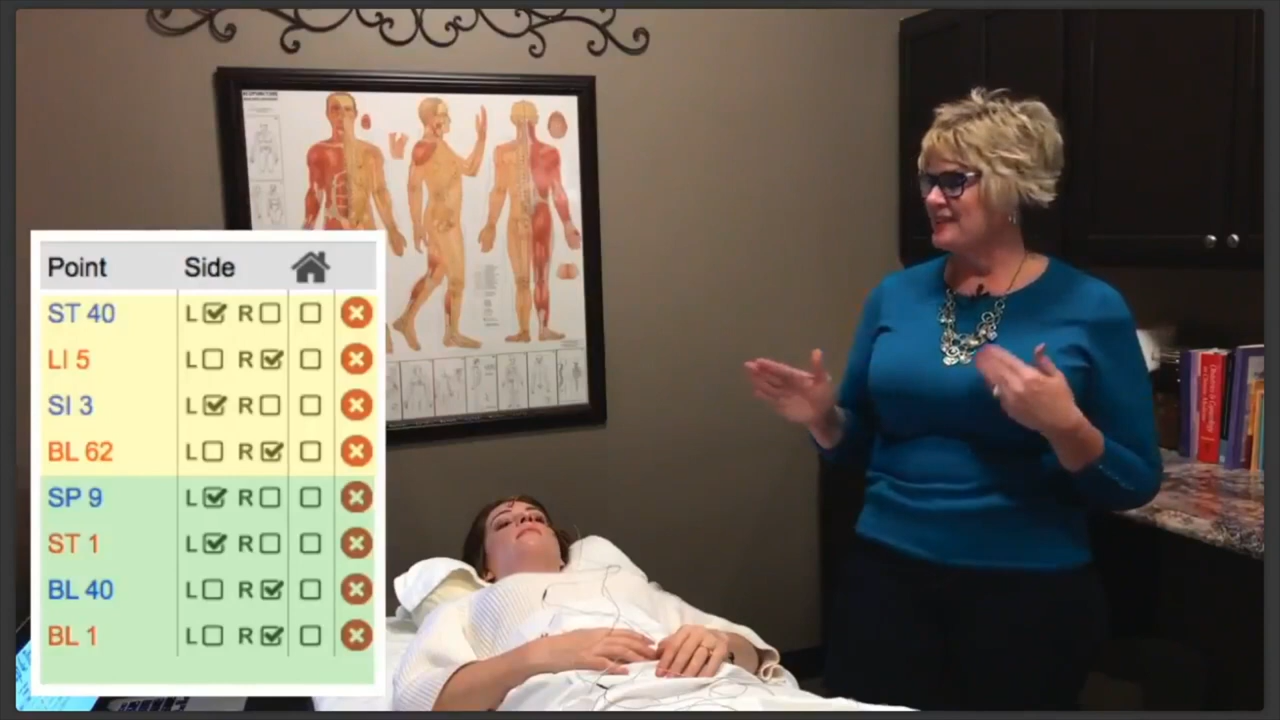 Point Side
ST 40 L R
LI 5 L R
SI 3 L R
BL 62 L R
SP 9 L R
ST 1 L R
BL 40 L R
BL 1 L R